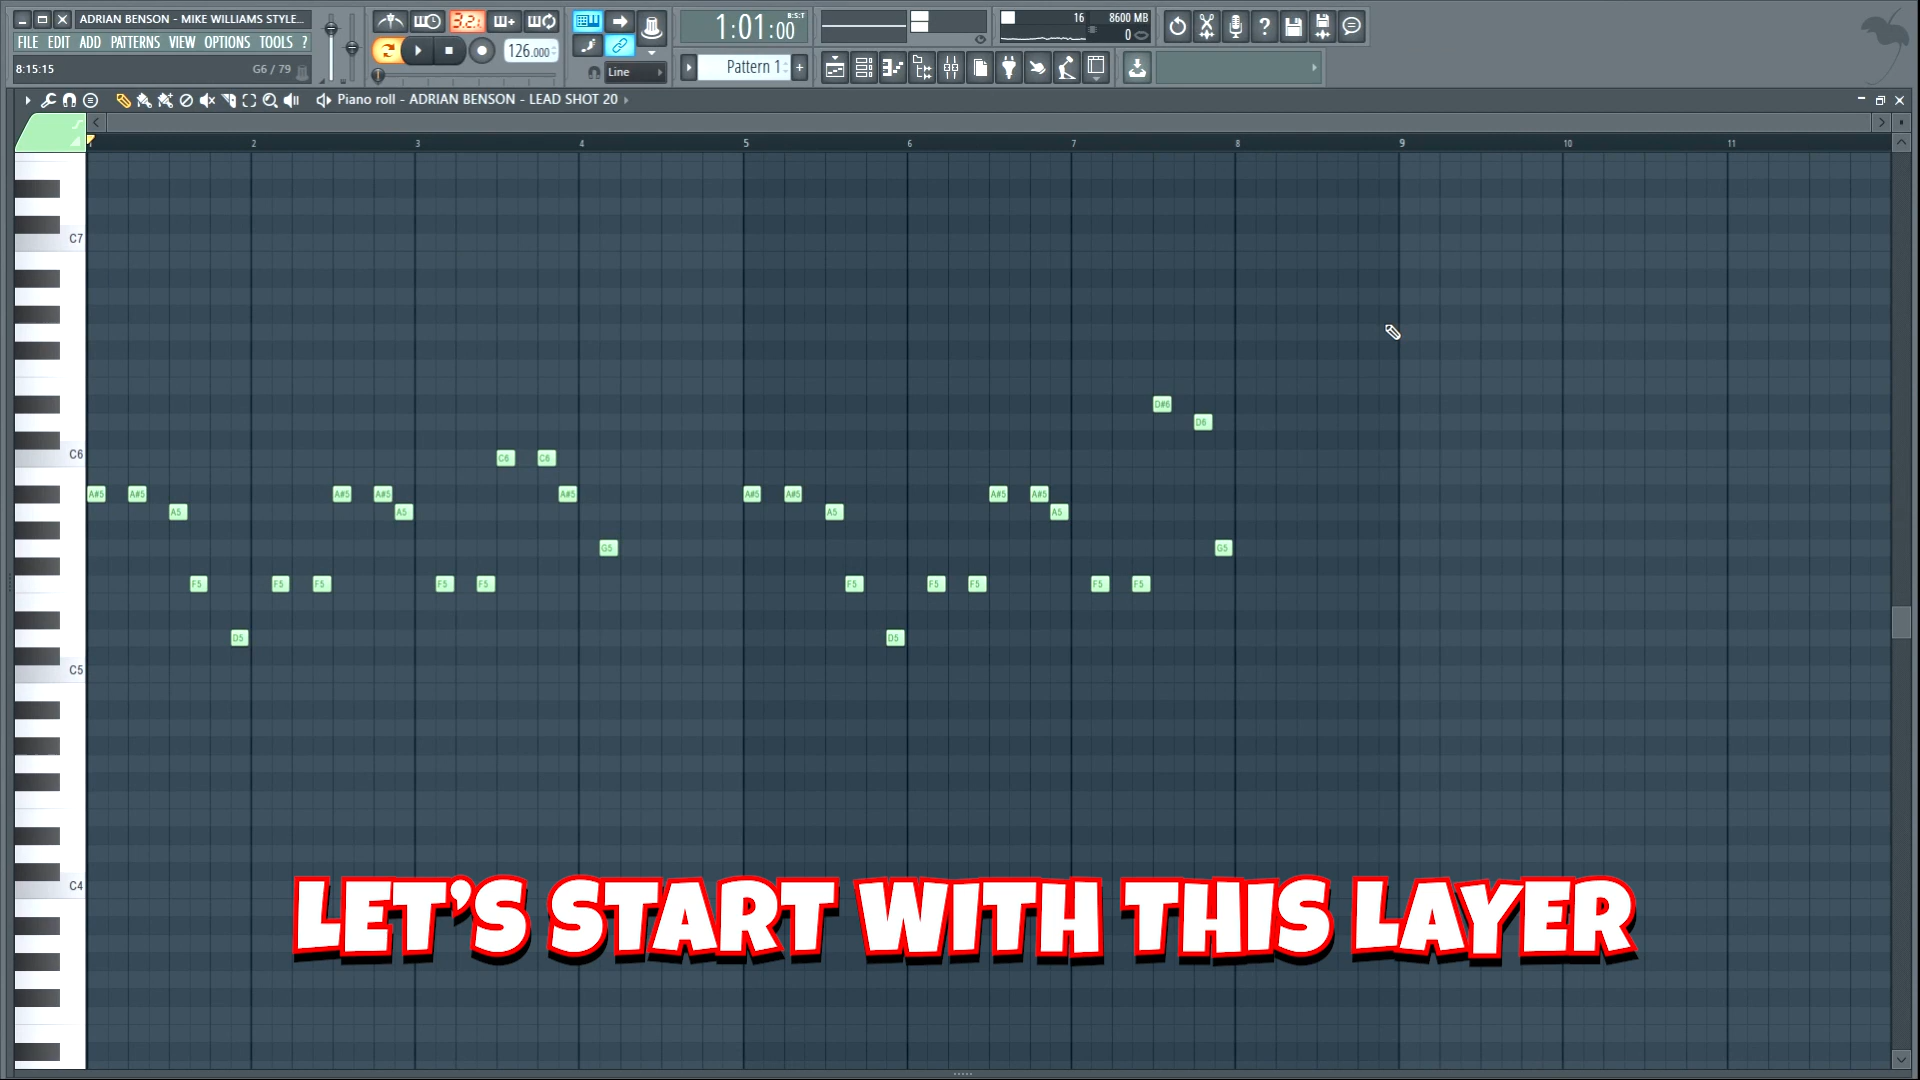 ADRIAN BENSON - MIKE WILLIAMS STYLE...
FILE EDIT ADD PATTERNS VIEW OPTIONS TOOLS ?
8:15:15 G6 / 79
3.2.
126.000
Line
1:01:00 B:S:T
Pattern 1
16 8600 MB
0
Piano roll - ADRIAN BENSON - LEAD SHOT 20
2 3 4 5 6 7 8 9 10 11
C7
D#6
D6
C6 C6 C6
A#5 A#5 A#5 A#5 A#5 A#5 A#5 A#5 A#5
A5 A5 A5 A5
G5 G5
F5 F5 F5 F5 F5 F5 F5 F5 F5 F5
D5 D5
C5
C4
LET'S START WITH THIS LAYER